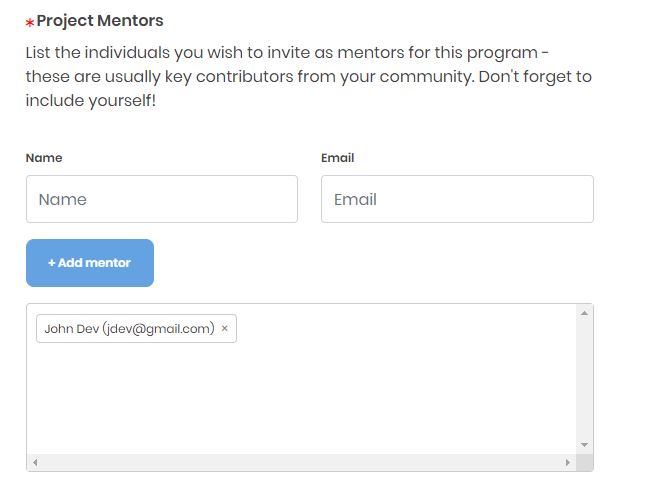 *Project Mentors
List the individuals you wish to invite as mentors for this program -
these are usually key contributors from your community. Don't forget to
include yourself!
Name Email
Name Email
+ Add mentor
John Dev (jdev@gmail.com) ×